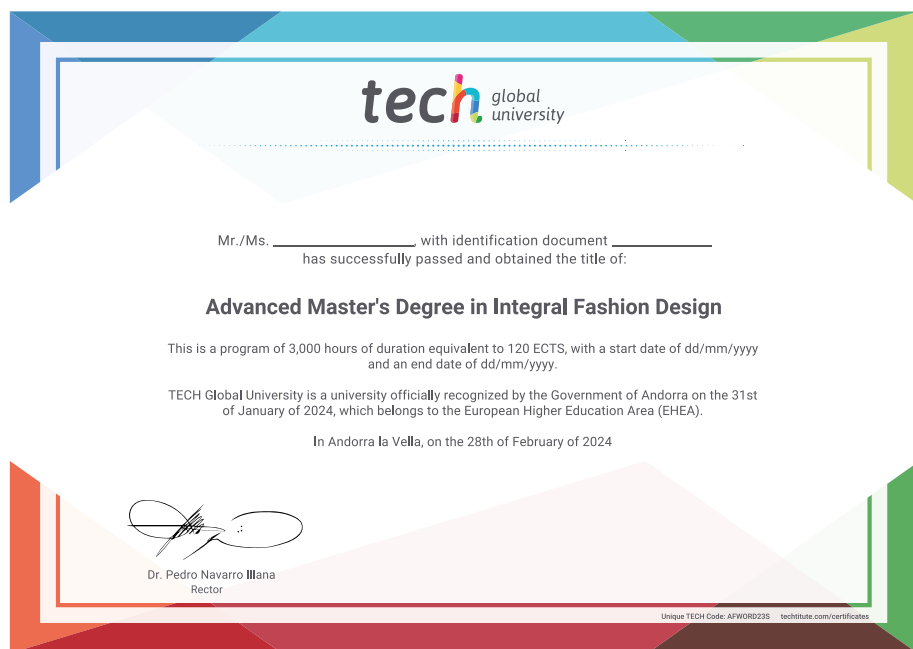 tech global
university
Mr./Ms. ____________________, with identification document ______________
has successfully passed and obtained the title of:
Advanced Master's Degree in Integral Fashion Design
This is a program of 3,000 hours of duration equivalent to 120 ECTS, with a start date of dd/mm/yyyy
and an end date of dd/mm/yyyy.
TECH Global University is a university officially recognized by the Government of Andorra on the 31st
of January of 2024, which belongs to the European Higher Education Area (EHEA).
In Andorra la Vella, on the 28th of February of 2024
Dr. Pedro Navarro Illana
Rector
Unique TECH Code: AFWORD23S techtitute.com/certificates